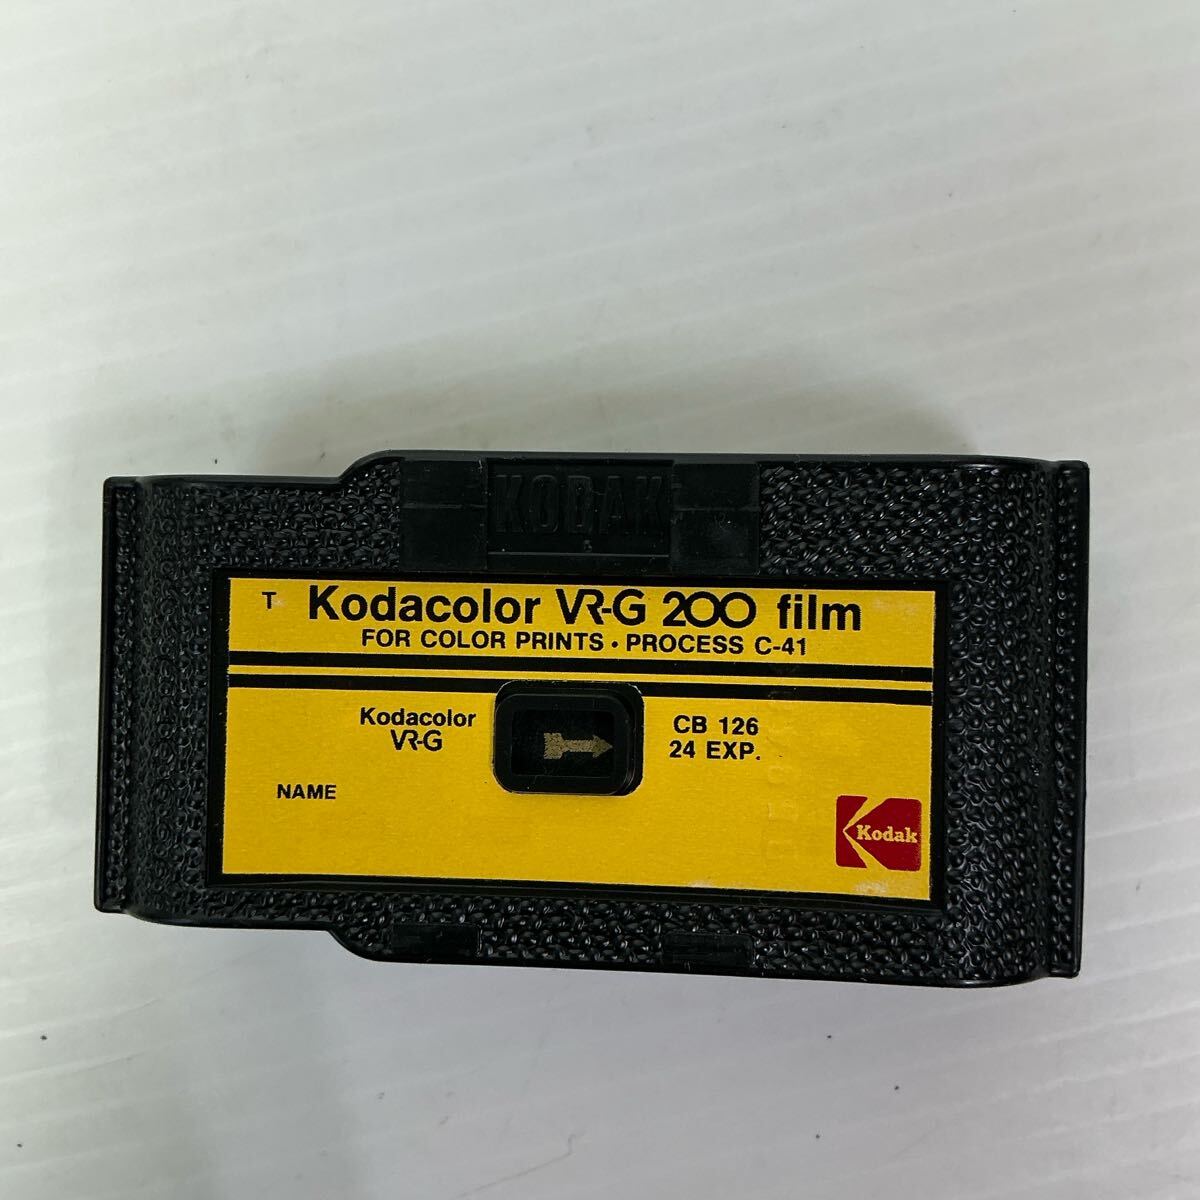 KODAK
T Kodacolor VR-G 200 film
FOR COLOR PRINTS • PROCESS C-41
Kodacolor
VR-G
CB 126
24 EXP.
NAME
Kodak